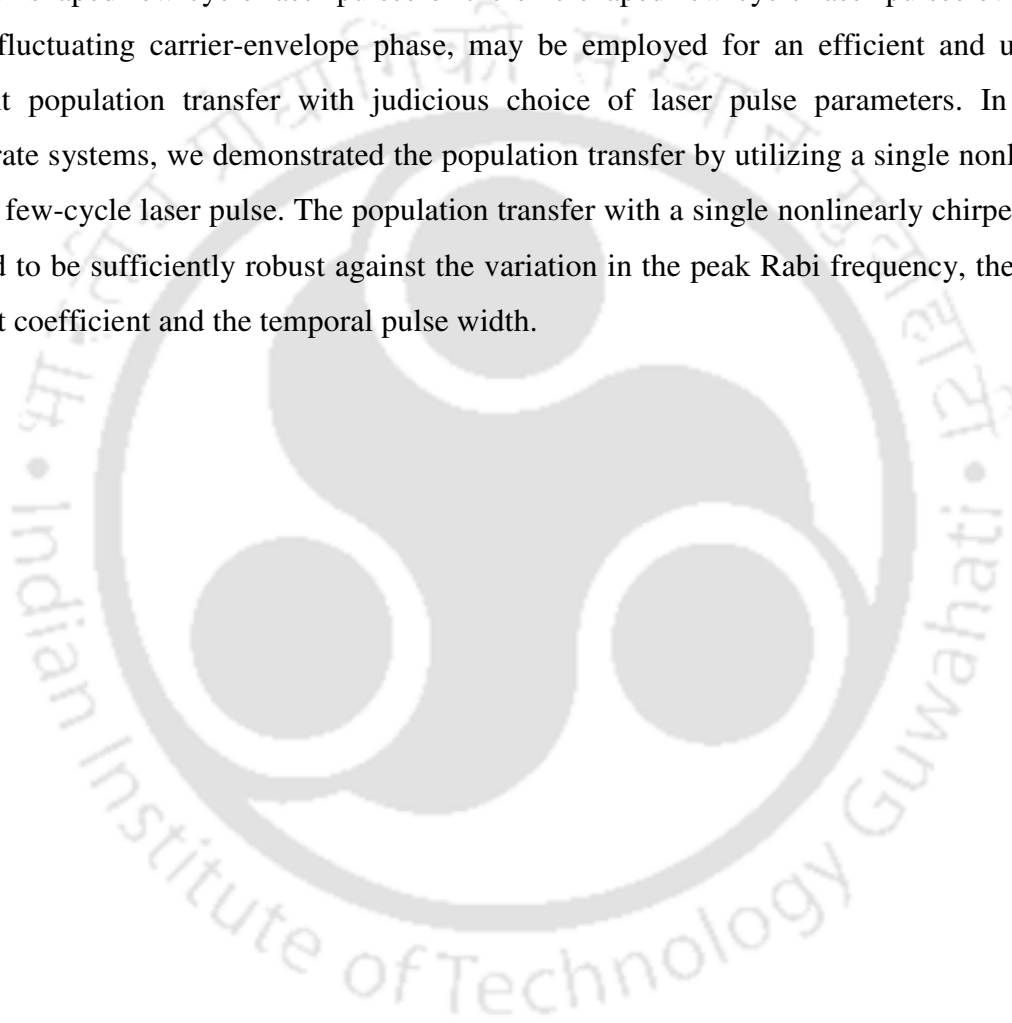 fluctuating carrier-envelope phase, may be employed for an efficient and
population transfer with judicious choice of laser pulse parameters. In
systems, we demonstrated the population transfer by utilizing a single
few-cycle laser pulse. The population transfer with a single nonlinearly
to be sufficiently robust against the variation in the peak Rabi frequency, the
coefficient and the temporal pulse width.
Indian Institute of Technology Guwahati